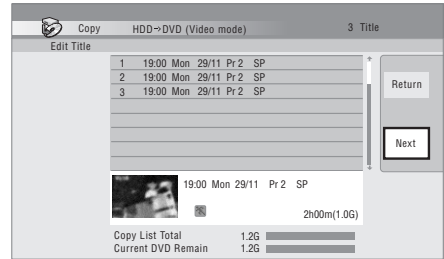 Copy HDD→DVD (Video mode) 3 Title
Edit Title
1 19:00 Mon 29/11 Pr 2 SP
2 19:00 Mon 29/11 Pr 2 SP
3 19:00 Mon 29/11 Pr 2 SP
Return
Next
19:00 Mon 29/11 Pr 2 SP
2h00m(1.0G)
Copy List Total 1.2G
Current DVD Remain 1.2G